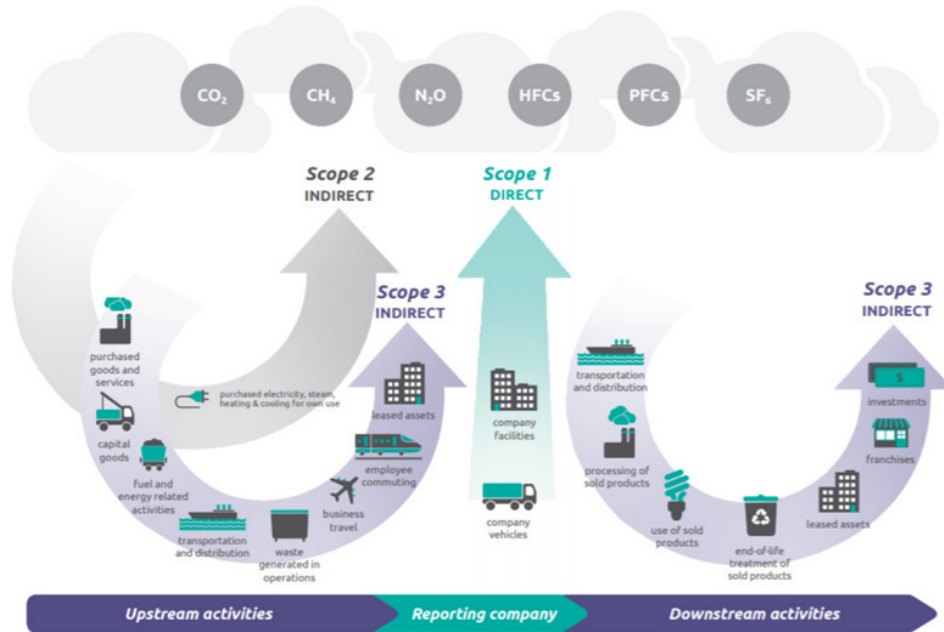 CO₂
CH₄
N₂O
HFCs
PFCs
SF₆
Scope 2
INDIRECT
Scope 1
DIRECT
Scope 3
INDIRECT
Scope 3
INDIRECT
purchased
goods and
services
capital
goods
fuel and
energy related
activities
transportation
and distribution
waste
generated in
operations
business
travel
employee
commuting
leased assets
purchased electricity, steam,
heating & cooling for own use
company
facilities
company
vehicles
transportation
and distribution
processing of
sold products
use of sold
products
end-of-life
treatment of
sold products
leased assets
franchises
investments
$
Upstream activities
Reporting company
Downstream activities